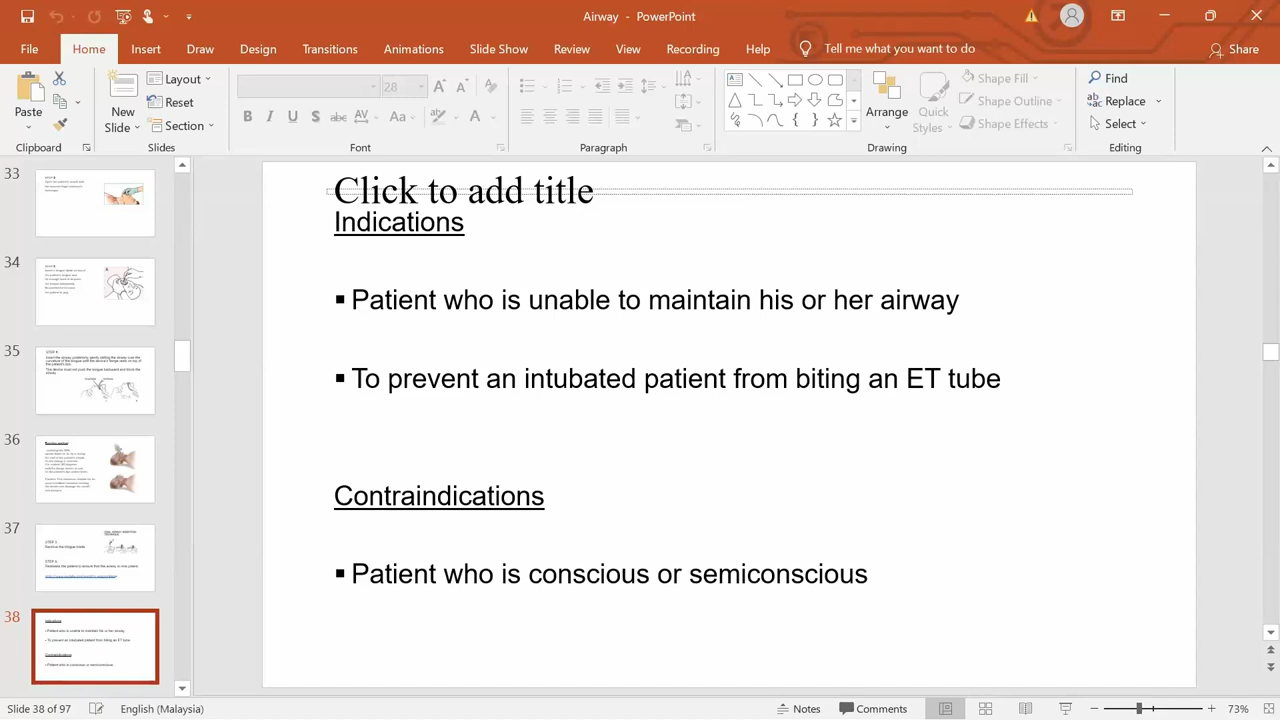 Airway - PowerPoint
File Home Insert Draw Design Transitions Animations Slide Show Review View Recording Help Tell me what you want to do Share
Paste
Clipboard
New Slide
Layout
Reset
Section
Slides
28
B I U S abc AV Aa A
Font
Paragraph
Arrange
Quick Styles
Shape Fill
Shape Outline
Shape Effects
Drawing
Find
Replace
Select
Editing
33
34
35
36
37
38
Click to add title
Indications
▪ Patient who is unable to maintain his or her airway
▪ To prevent an intubated patient from biting an ET tube
Contraindications
▪ Patient who is conscious or semiconscious
Slide 38 of 97 English (Malaysia) Notes Comments 73%